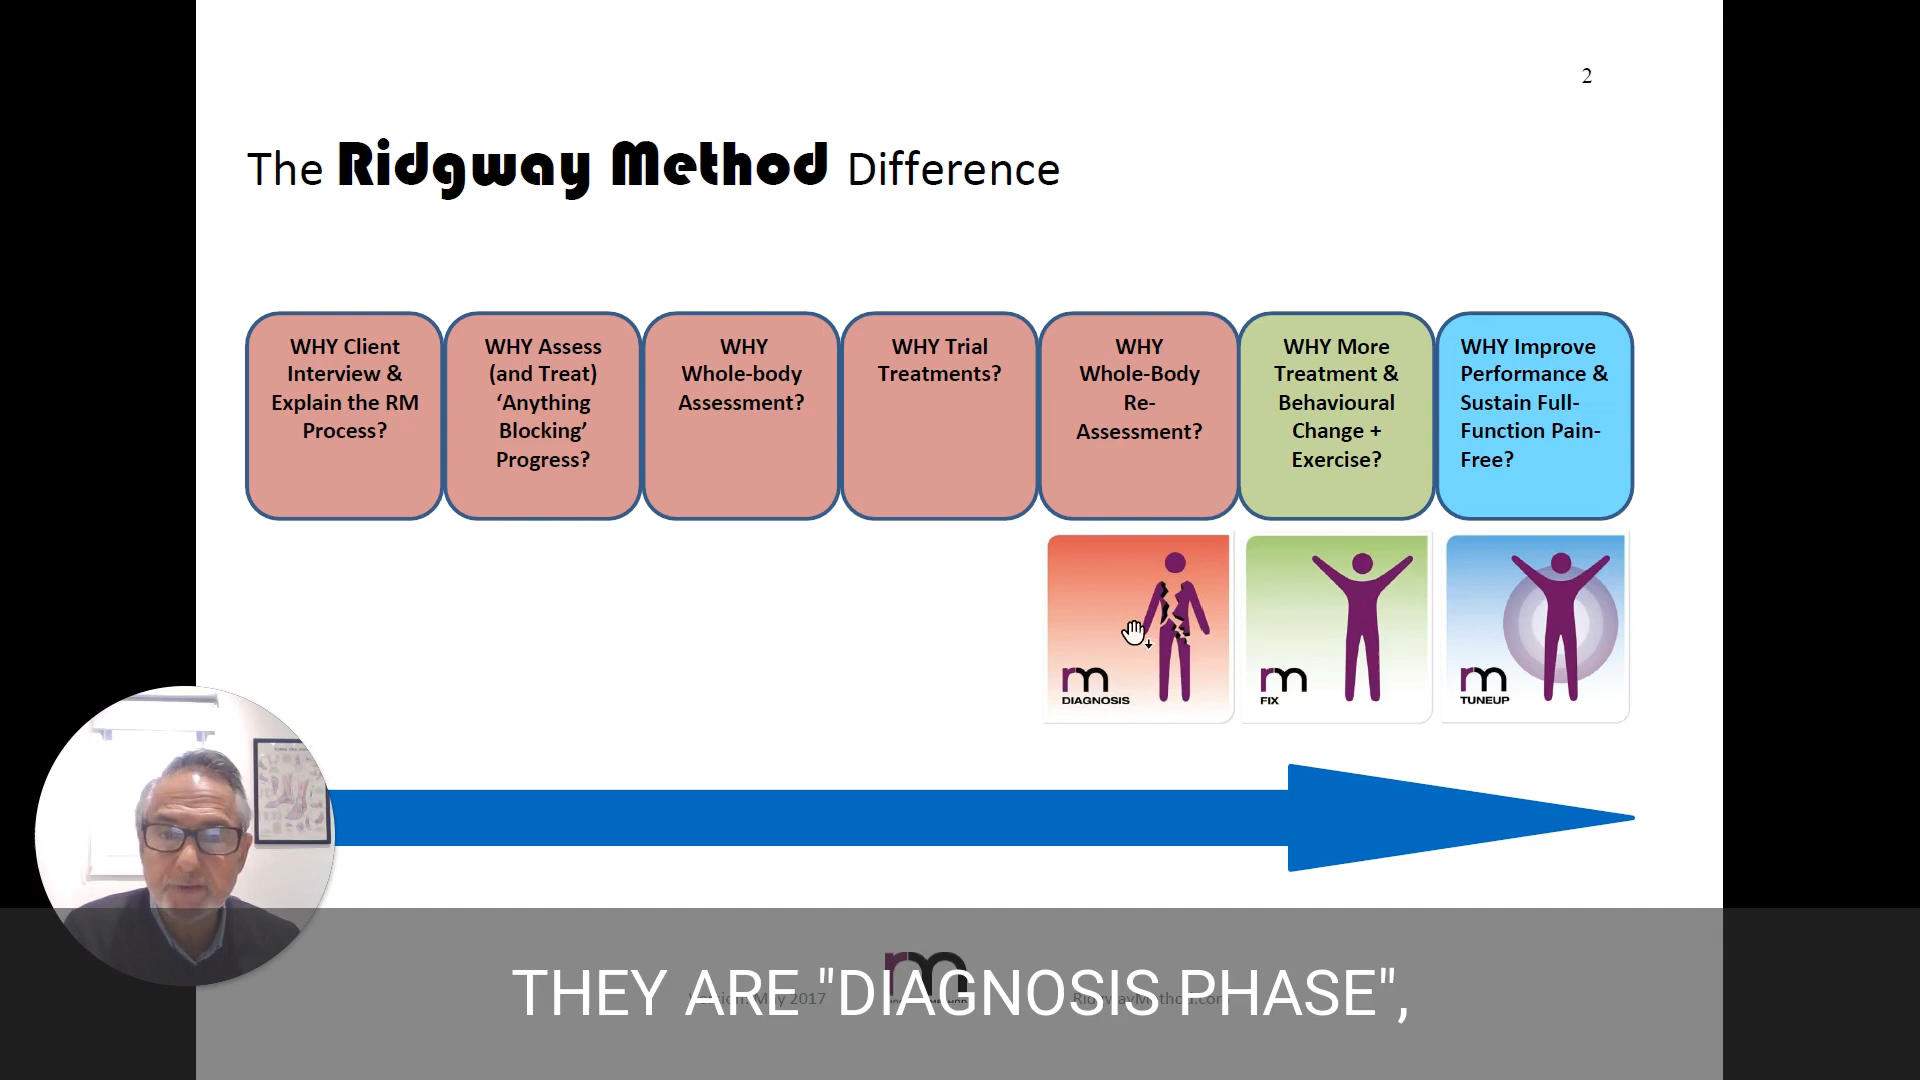 2
The Ridgway Method Difference
WHY Client
Interview &
Explain the RM
Process?
WHY Assess
(and Treat)
‘Anything
Blocking’
Progress?
WHY
Whole-body
Assessment?
WHY Trial
Treatments?
WHY
Whole-Body
Re-
Assessment?
WHY More
Treatment &
Behavioural
Change +
Exercise?
WHY Improve
Performance &
Sustain Full-
Function Pain-
Free?
rm
DIAGNOSIS
rm
FIX
rm
TUNEUP
rm
THEY ARE "DIAGNOSIS PHASE",
2017